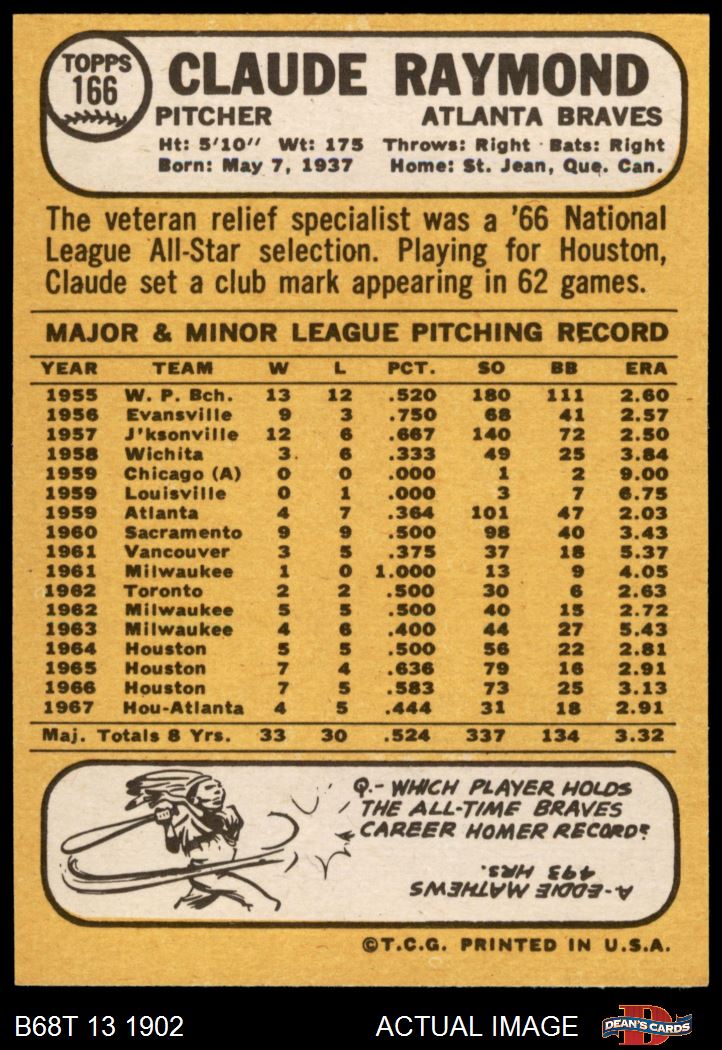 TOPPS
166
CLAUDE RAYMOND
PITCHER ATLANTA BRAVES
Ht: 5'10" Wt: 175 Throws: Right · Bats: Right
Born: May 7, 1937 Home: St. Jean, Que. Can.
The veteran relief specialist was a '66 National
League All-Star selection. Playing for Houston,
Claude set a club mark appearing in 62 games.
MAJOR & MINOR LEAGUE PITCHING RECORD
YEAR TEAM W L PCT. SO BB ERA
1955 W. P. Bch. 13 12 .520 180 111 2.60
1956 Evansville 9 3 .750 68 41 2.57
1957 J'ksonville 12 6 .667 140 72 2.50
1958 Wichita 3 6 .333 49 25 3.84
1959 Chicago (A) 0 0 .000 1 2 9.00
1959 Louisville 0 1 .000 3 7 6.75
1959 Atlanta 4 7 .364 101 47 2.03
1960 Sacramento 9 9 .500 98 40 3.43
1961 Vancouver 3 5 .375 37 18 5.37
1961 Milwaukee 1 0 1.000 13 9 4.05
1962 Toronto 2 2 .500 30 6 2.63
1962 Milwaukee 5 5 .500 40 15 2.72
1963 Milwaukee 4 6 .400 44 27 5.43
1964 Houston 5 5 .500 56 22 2.81
1965 Houston 7 4 .636 79 16 2.91
1966 Houston 7 5 .583 73 25 3.13
1967 Hou-Atlanta 4 5 .444 31 18 2.91
Maj. Totals 8 Yrs. 33 30 .524 337 134 3.32
Q.- WHICH PLAYER HOLDS
THE ALL-TIME BRAVES
CAREER HOMER RECORD?
A-EDDIE MATHEWS
493 HRS.
©T.C.G. PRINTED IN U.S.A.
B68T 13 1902 ACTUAL IMAGE
D
DEAN'S CARDS